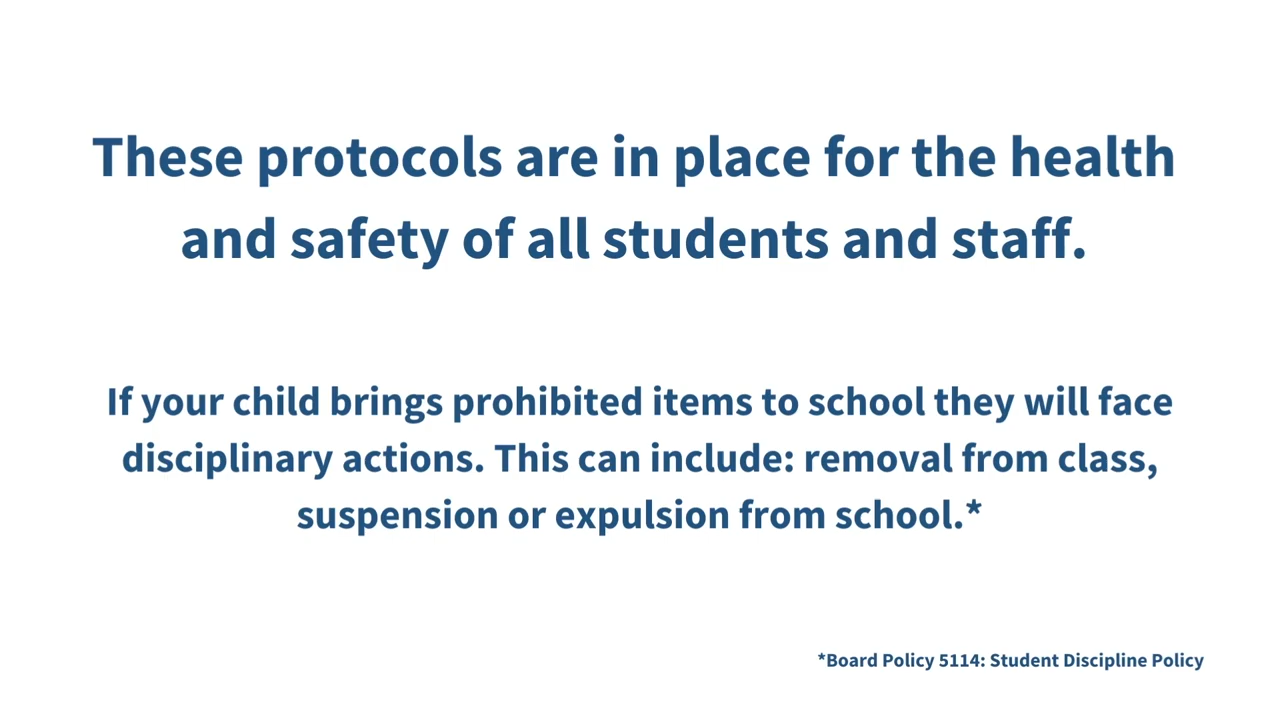 These protocols are in place for the health
and safety of all students and staff.
If your child brings prohibited items to school they will face
disciplinary actions. This can include: removal from class,
suspension or expulsion from school.*
*Board Policy 5114: Student Discipline Policy